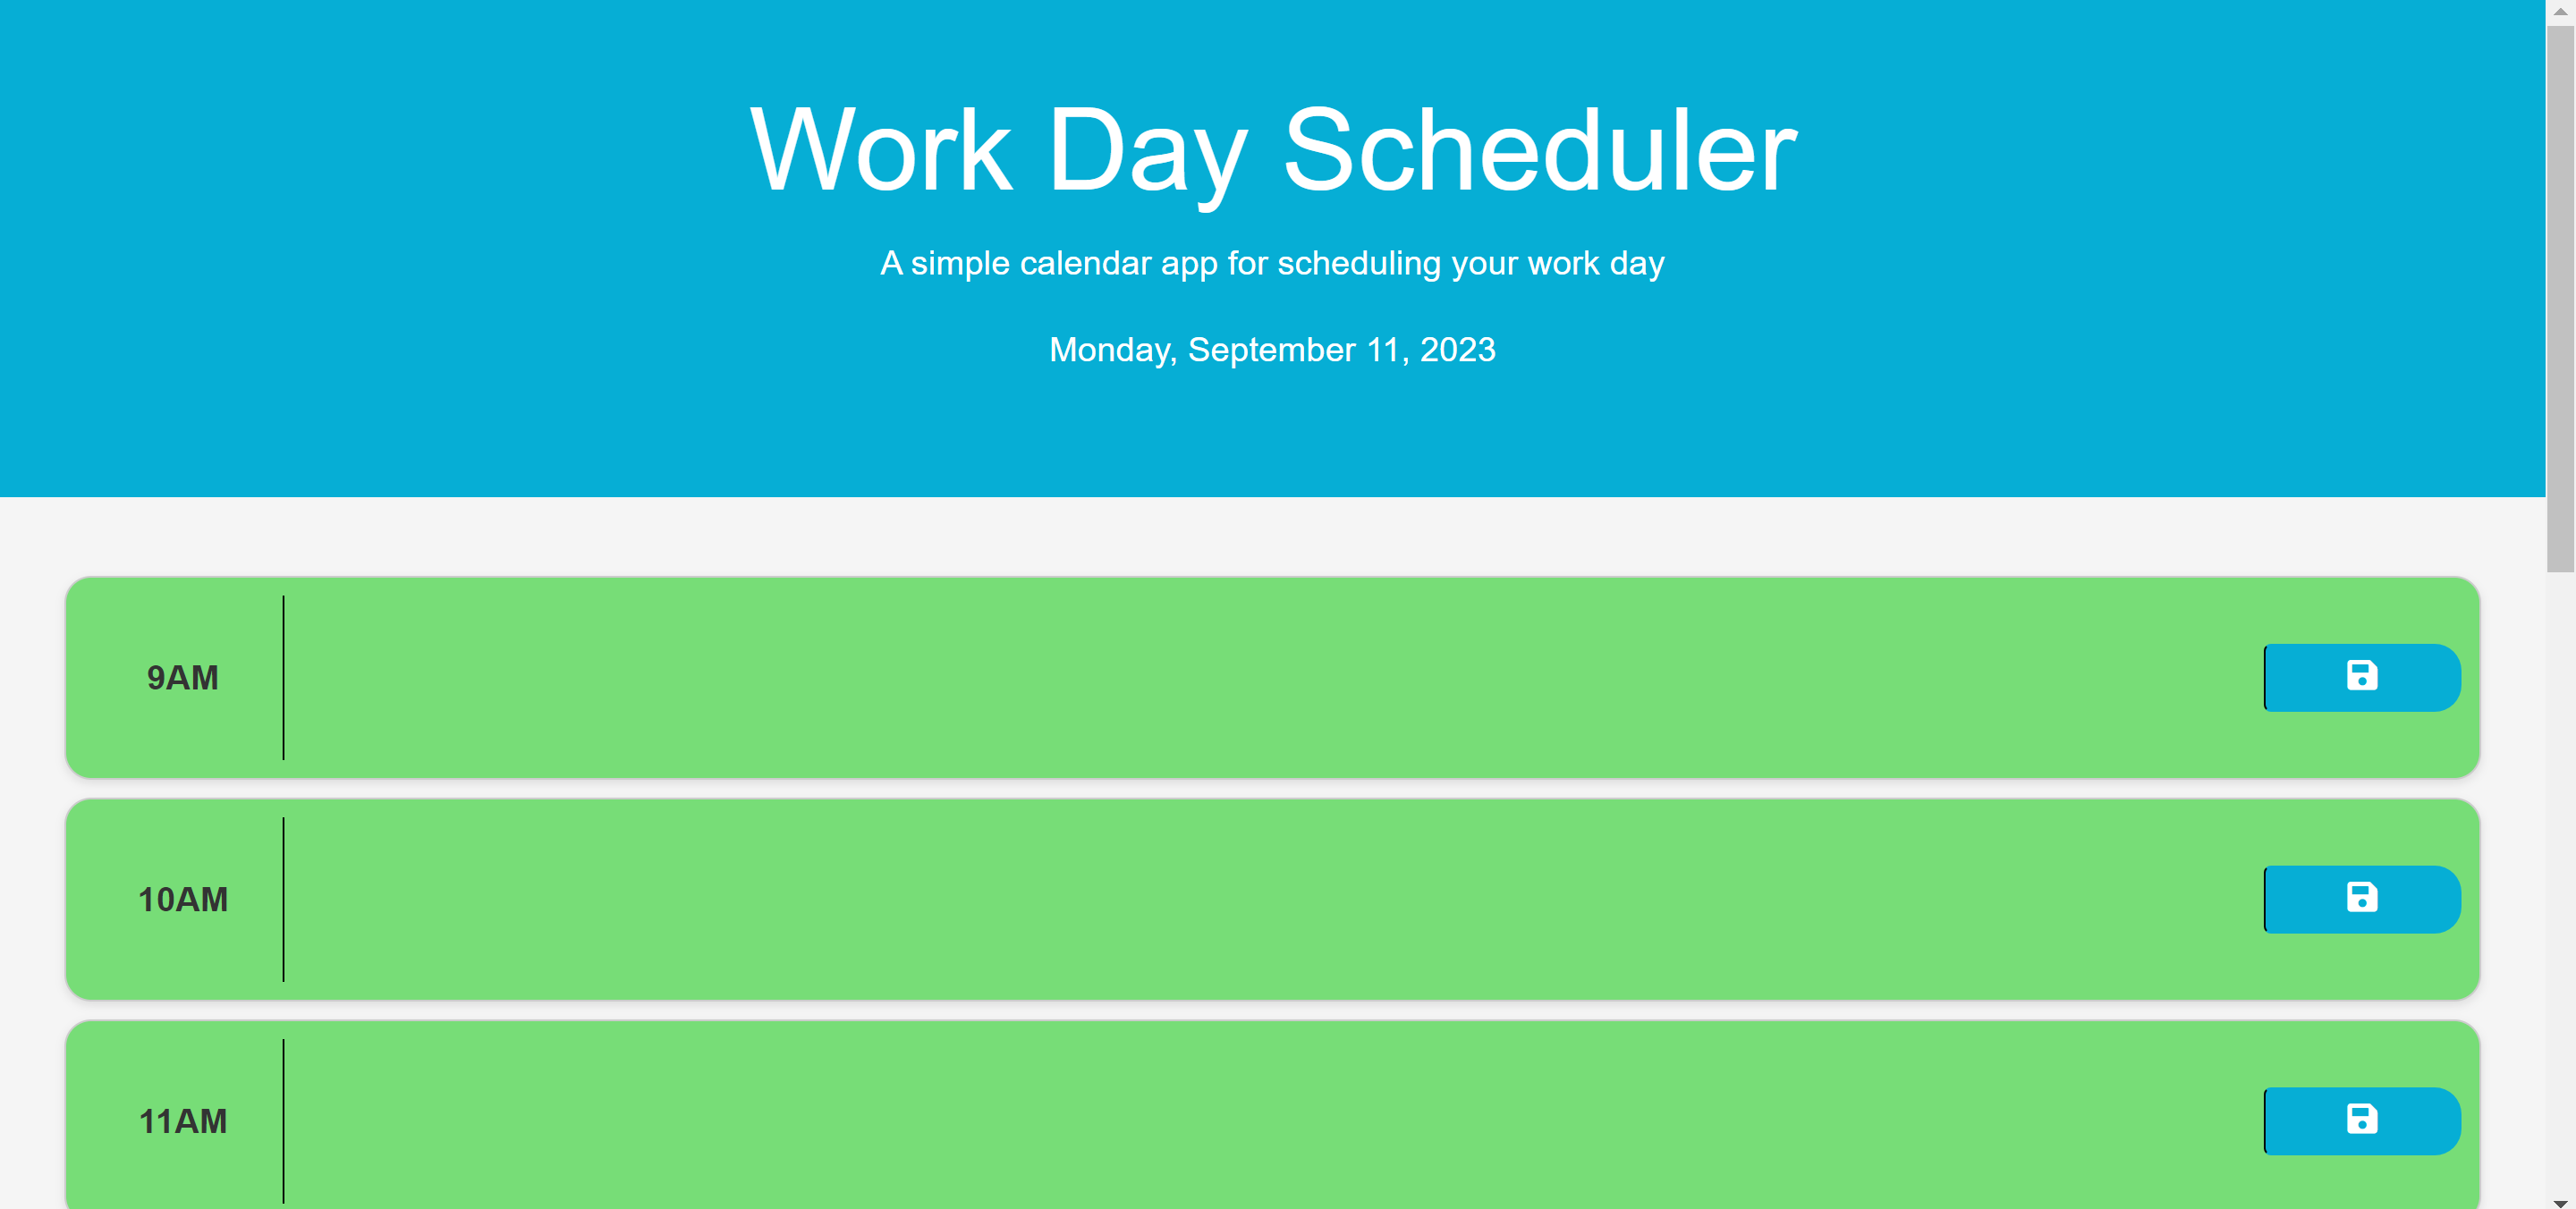 Work Day Scheduler
A simple calendar app for scheduling your work day
Monday, September 11, 2023
9AM
10AM
11AM